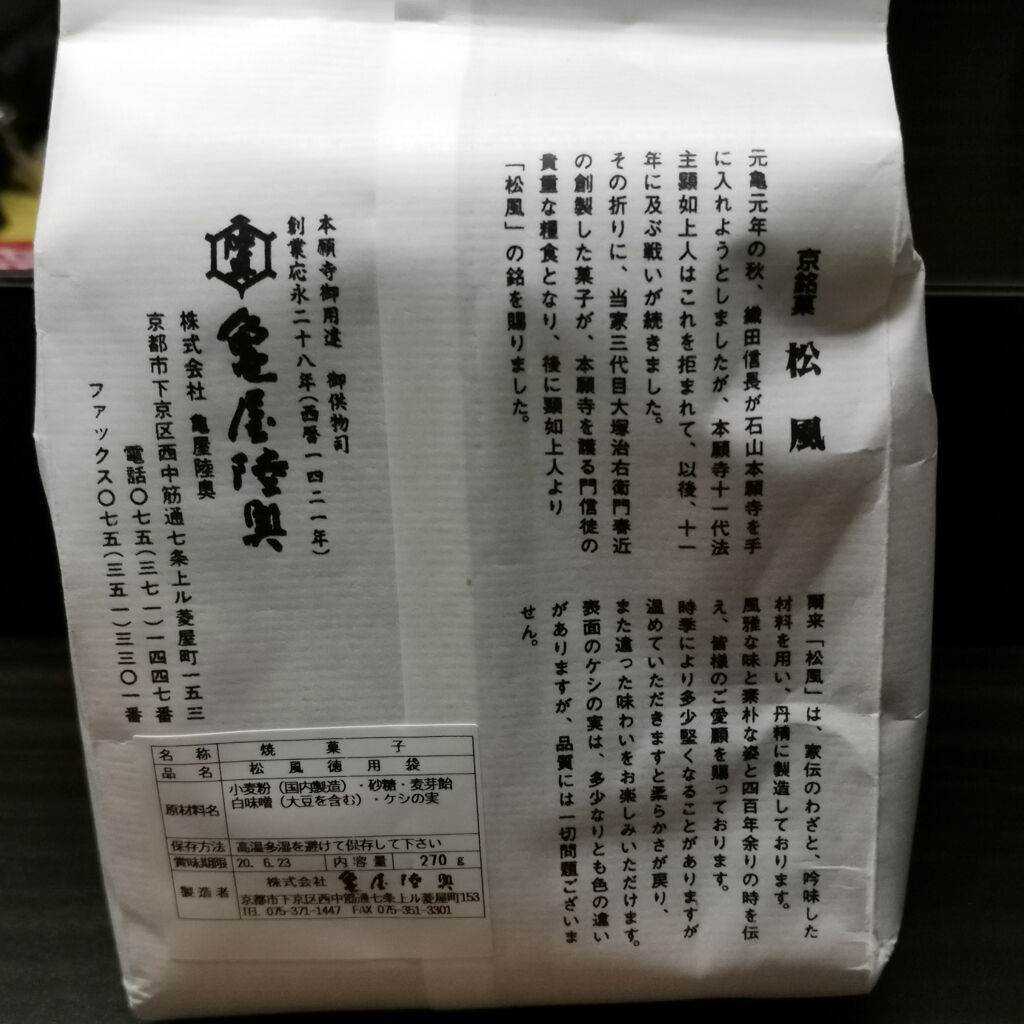 京銘菓 松風
元亀元年の秋、織田信長が石山本願寺を手
に入れようとしましたが、本願寺十一代法
主顕如上人はこれを拒まれて、以後、十一
年に及ぶ戦いが続きました。
その折りに、当家三代目大塚治右衛門春近
の創製した菓子が、本願寺を護る門信徒の
貴重な糧食となり、後に顕如上人より
「松風」の銘を賜りました。
爾来「松風」は、家伝のわざと、吟味した
材料を用い、丹精に製造しております。
風雅な味と素朴な姿と四百年余りの時を伝
え、皆様のご愛顧を賜っております。
時季により多少堅くなることがありますが
温めていただきますと柔らかさが戻り、
また違った味わいをお楽しみいただけます。
表面のケシの実は、多少なりとも色の違い
がありますが、品質には一切問題ございま
せん。
本願寺御用達 御供物司
創業応永二十八年(西暦一四二一年)
亀屋陸奥
株式会社 亀屋陸奥
京都市下京区西中筋通七条上ル菱屋町一五三
電話〇七五(三七一)一四四七番
ファックス〇七五(三五一)三三〇一番
名称 焼菓子
品名 松風徳用袋
原材料名 小麦粉(国内製造)・砂糖・麦芽飴
白味噌(大豆を含む)・ケシの実
保存方法 高温多湿を避けて保存して下さい
賞味期限 20. 6.23 内容量 270 g
製造者 株式会社 亀屋陸奥
京都市下京区西中筋通七条上ル菱屋町153
TEL 075-371-1447 FAX 075-351-3301